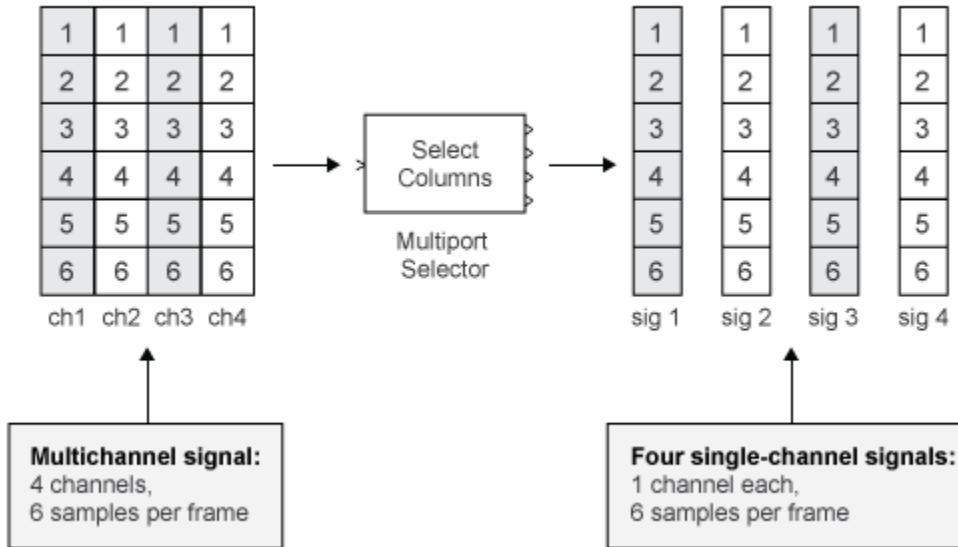 1 1 1 1
2 2 2 2
3 3 3 3
4 4 4 4
5 5 5 5
6 6 6 6
ch1 ch2 ch3 ch4
Select
Columns
Multiport
Selector
1 1 1 1
2 2 2 2
3 3 3 3
4 4 4 4
5 5 5 5
6 6 6 6
sig 1 sig 2 sig 3 sig 4
Multichannel signal:
4 channels,
6 samples per frame
Four single-channel signals:
1 channel each,
6 samples per frame